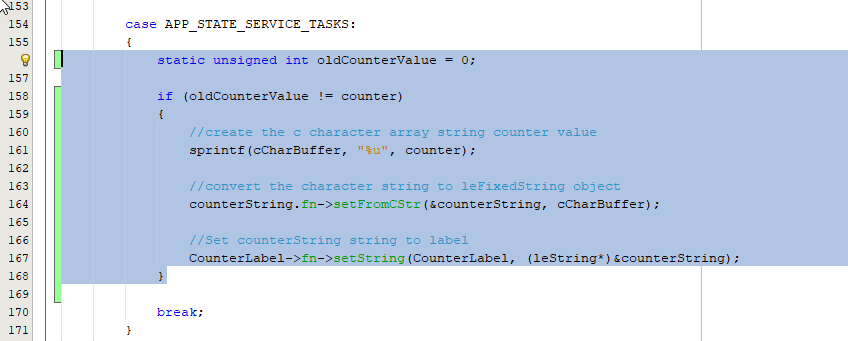 153
154 case APP_STATE_SERVICE_TASKS:
155 {
static unsigned int oldCounterValue = 0;
157
158 if (oldCounterValue != counter)
159 {
160 //create the c character array string counter value
161 sprintf(cCharBuffer, "%u", counter);
162
163 //convert the character string to leFixedString object
164 counterString.fn->setFromCStr(&counterString, cCharBuffer);
165
166 //Set counterString string to label
167 CounterLabel->fn->setString(CounterLabel, (leString*)&counterString);
168 }
169
170 break;
171 }